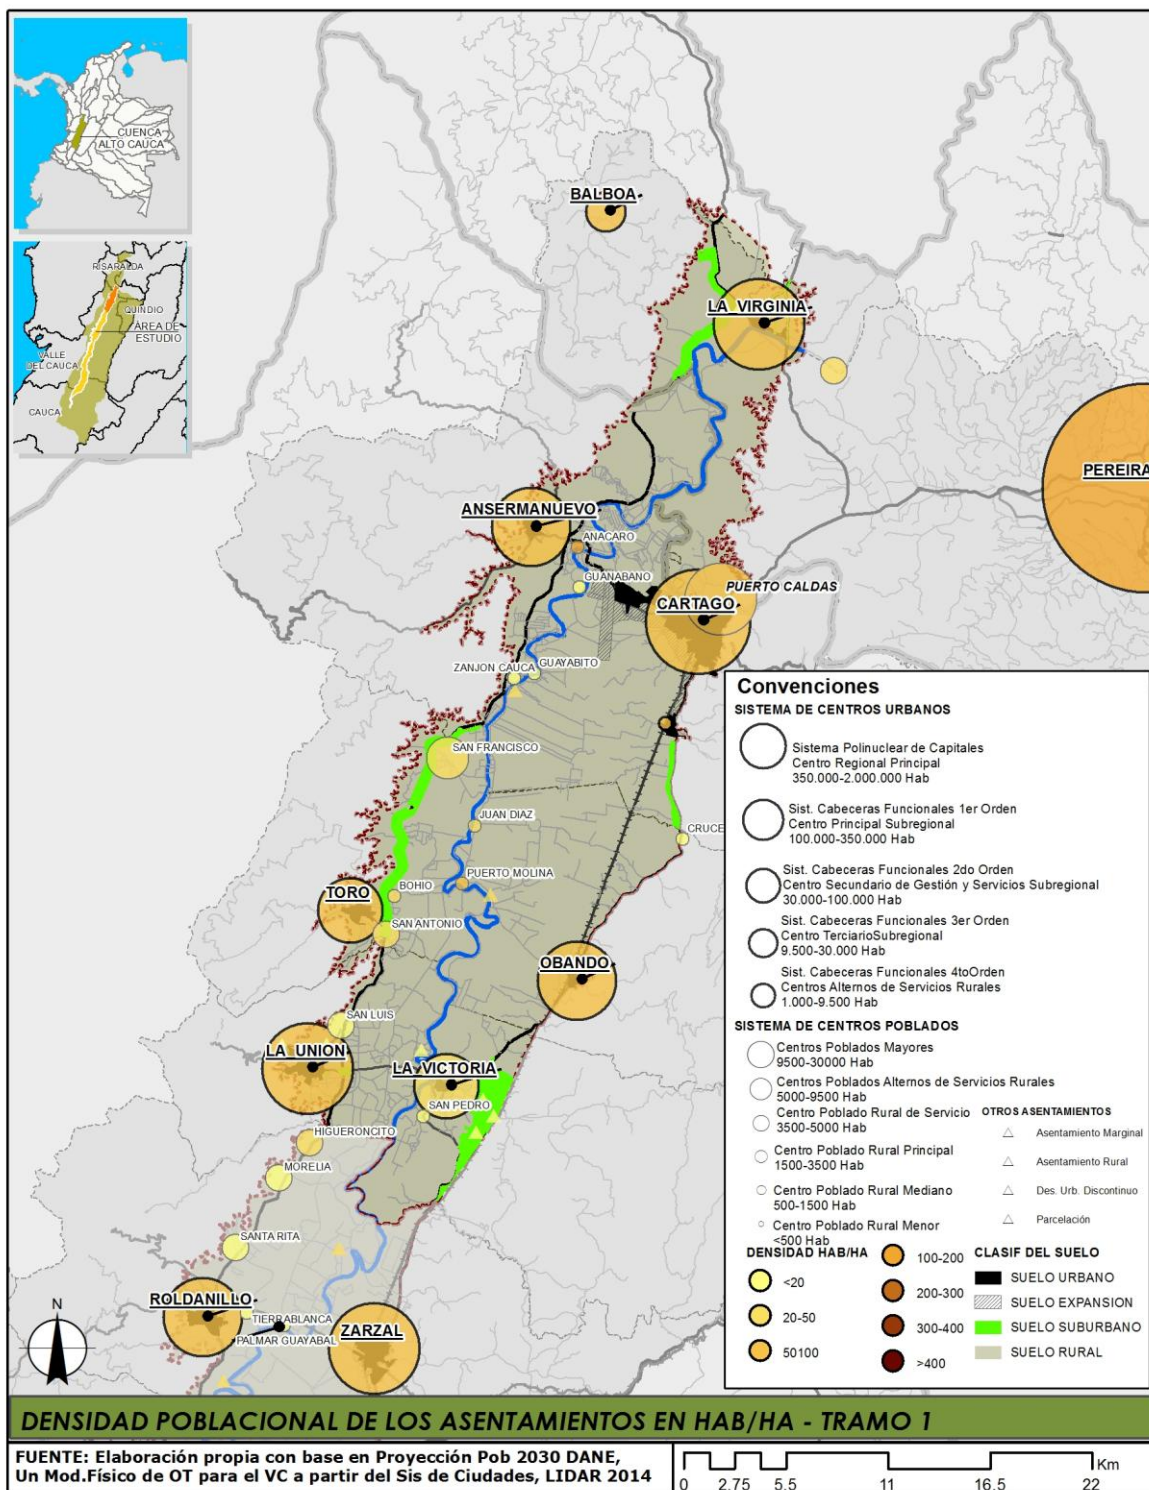 CUENCA
ALTO CAUCA
RISARALDA
QUINDIO
ÁREA DE
ESTUDIO
VALLE
DEL CAUCA
CAUCA
BALBOA
LA VIRGINIA
PEREIRA
ANSERMANUEVO
ANACARO
GUANABANO
PUERTO CALDAS
CARTAGO
ZANJON CAUCA
GUAYABITO
SAN FRANCISCO
JUAN DIAZ
CRUCE
PUERTO MOLINA
BOHIO
TORO
SAN ANTONIO
OBANDO
SAN LUIS
LA UNION
LA VICTORIA
SAN PEDRO
HIGUERONCITO
MORELIA
SANTA RITA
ROLDANILLO
TIERRABLANCA
PALMAR GUAYABAL
ZARZAL
N
Convenciones
SISTEMA DE CENTROS URBANOS
Sistema Polinuclear de Capitales
Centro Regional Principal
350.000-2.000.000 Hab
Sist. Cabeceras Funcionales 1er Orden
Centro Principal Subregional
100.000-350.000 Hab
Sist. Cabeceras Funcionales 2do Orden
Centro Secundario de Gestión y Servicios Subregional
30.000-100.000 Hab
Sist. Cabeceras Funcionales 3er Orden
Centro TerciarioSubregional
9.500-30.000 Hab
Sist. Cabeceras Funcionales 4toOrden
Centros Alternos de Servicios Rurales
1.000-9.500 Hab
SISTEMA DE CENTROS POBLADOS
Centros Poblados Mayores
9500-30000 Hab
Centros Poblados Alternos de Servicios Rurales
5000-9500 Hab
Centro Poblado Rural de Servicio
3500-5000 Hab
Centro Poblado Rural Principal
1500-3500 Hab
Centro Poblado Rural Mediano
500-1500 Hab
Centro Poblado Rural Menor
<500 Hab
OTROS ASENTAMIENTOS
Asentamiento Marginal
Asentamiento Rural
Des. Urb. Discontinuo
Parcelación
DENSIDAD HAB/HA
<20
20-50
50100
100-200
200-300
300-400
>400
CLASIF DEL SUELO
SUELO URBANO
SUELO EXPANSION
SUELO SUBURBANO
SUELO RURAL
DENSIDAD POBLACIONAL DE LOS ASENTAMIENTOS EN HAB/HA - TRAMO 1
FUENTE: Elaboración propia con base en Proyección Pob 2030 DANE,
Un Mod.Físico de OT para el VC a partir del Sis de Ciudades, LIDAR 2014
Km
0 2.75 5.5 11 16.5 22